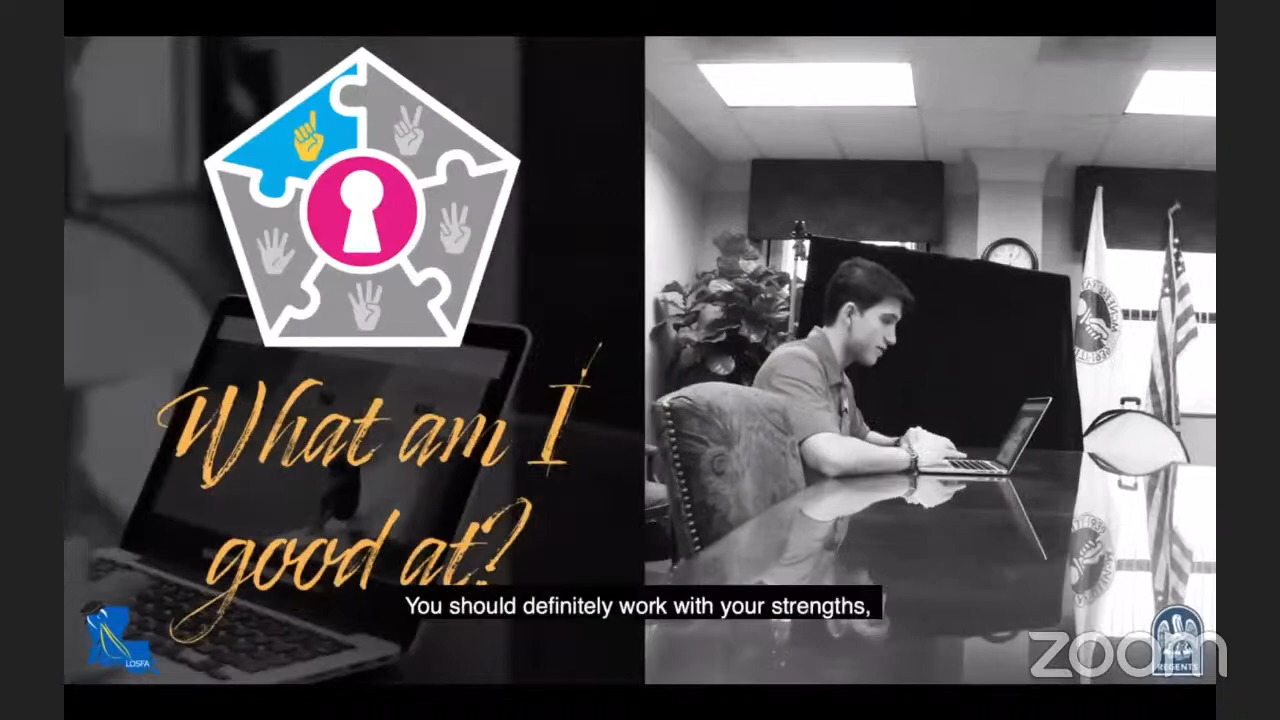 What am I
good at?
You should definitely work with your strengths,
LOSFA
REGENTS
zoom